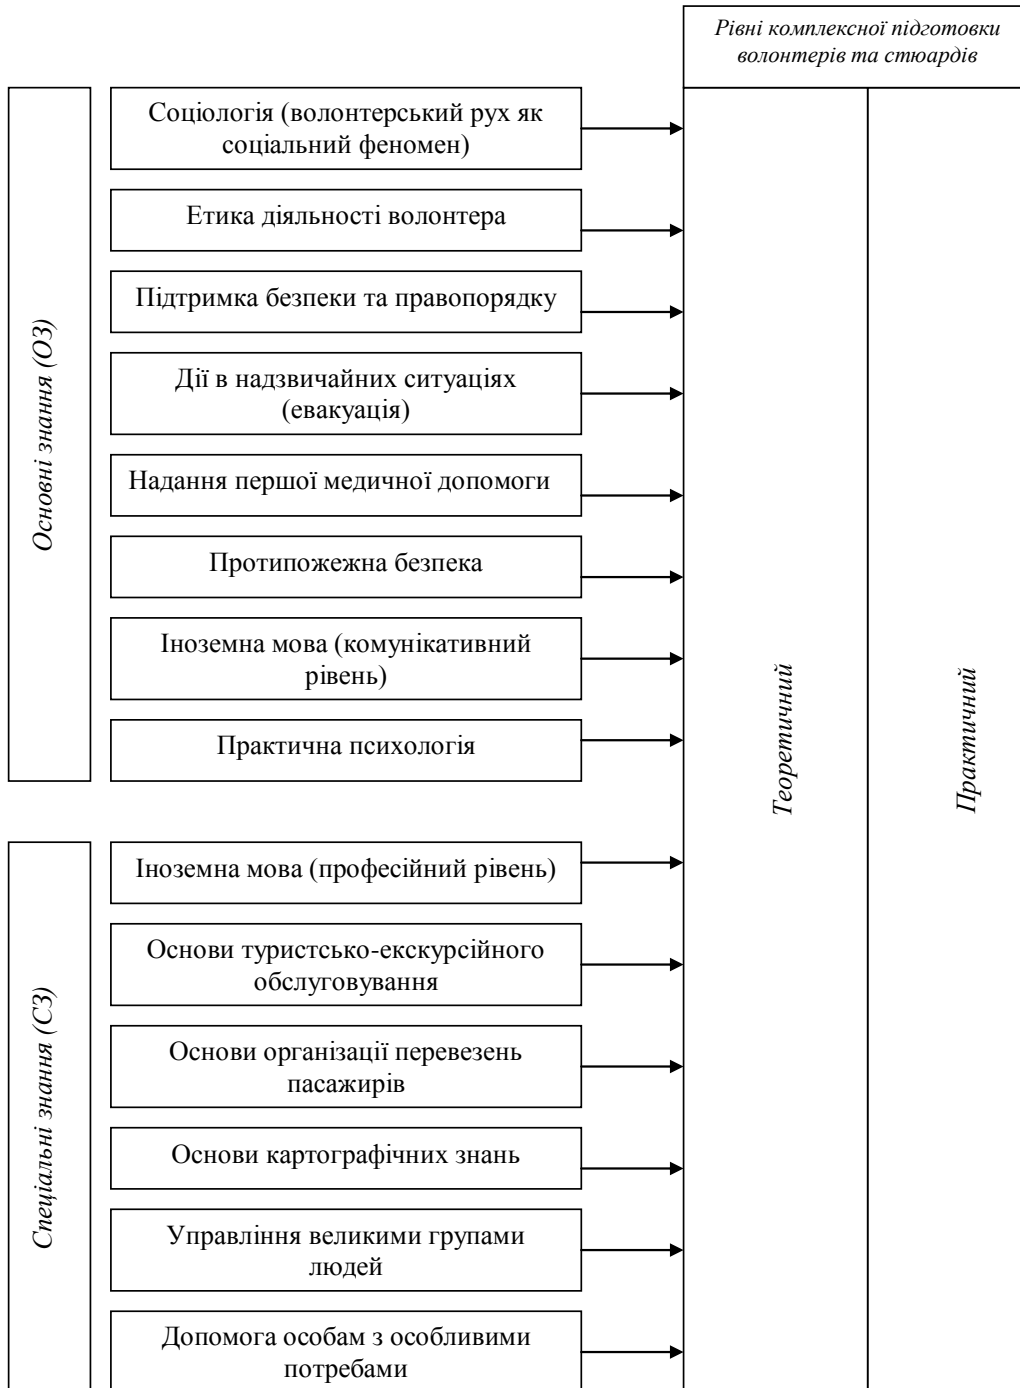 Рівні комплексної підготовки
волонтерів та стюардів
Основні знання (ОЗ)
Соціологія (волонтерський рух як
соціальний феномен)
Етика діяльності волонтера
Підтримка безпеки та правопорядку
Дії в надзвичайних ситуаціях
(евакуація)
Надання першої медичної допомоги
Протипожежна безпека
Іноземна мова (комунікативний
рівень)
Практична психологія
Теоретичний
Практичний
Спеціальні знання (СЗ)
Іноземна мова (професійний рівень)
Основи туристсько-екскурсійного
обслуговування
Основи організації перевезень
пасажирів
Основи картографічних знань
Управління великими групами
людей
Допомога особам з особливими
потребами